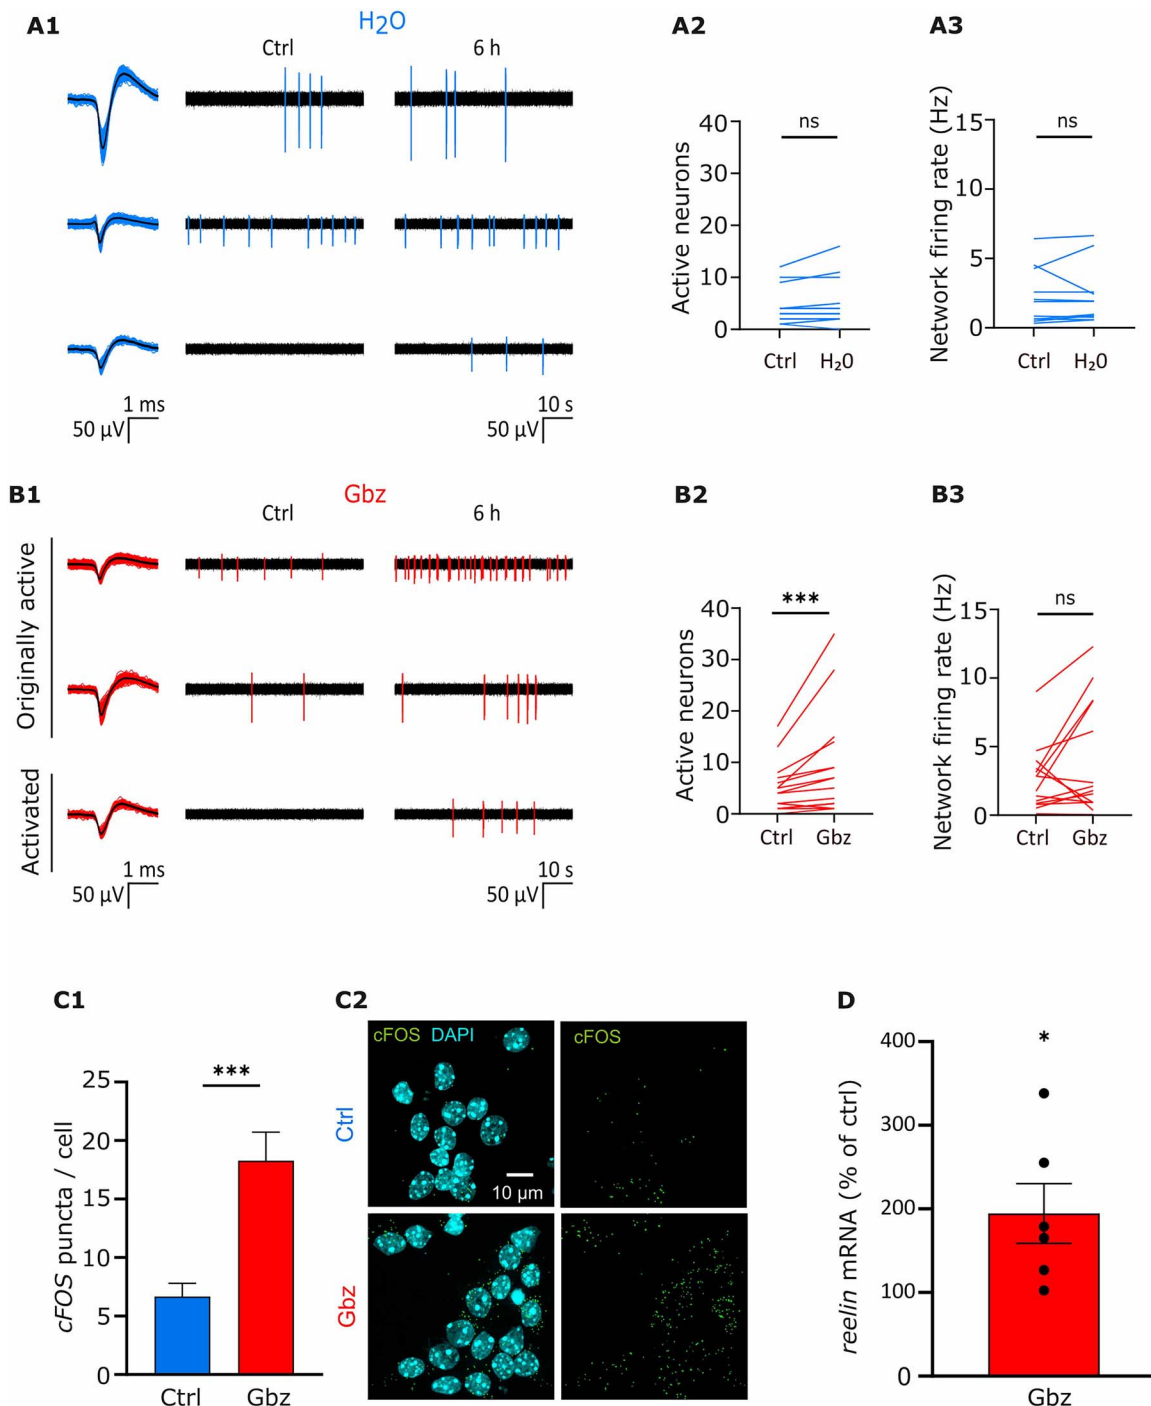 A1
H2O
Ctrl
6 h
1 ms
50 µV
10 s
50 µV
A2
Active neurons
40
30
20
10
0
ns
Ctrl
H₂0
A3
Network firing rate (Hz)
15
10
5
0
ns
Ctrl
H₂0
B1
Gbz
Ctrl
6 h
Originally active
Activated
1 ms
50 µV
10 s
50 µV
B2
Active neurons
40
30
20
10
0
***
Ctrl
Gbz
B3
Network firing rate (Hz)
15
10
5
0
ns
Ctrl
Gbz
C1
cFOS puncta / cell
25
20
15
10
5
0
***
Ctrl
Gbz
C2
cFOS DAPI
cFOS
Ctrl
10 µm
Gbz
D
reelin mRNA (% of ctrl)
400
300
200
100
0
*
Gbz